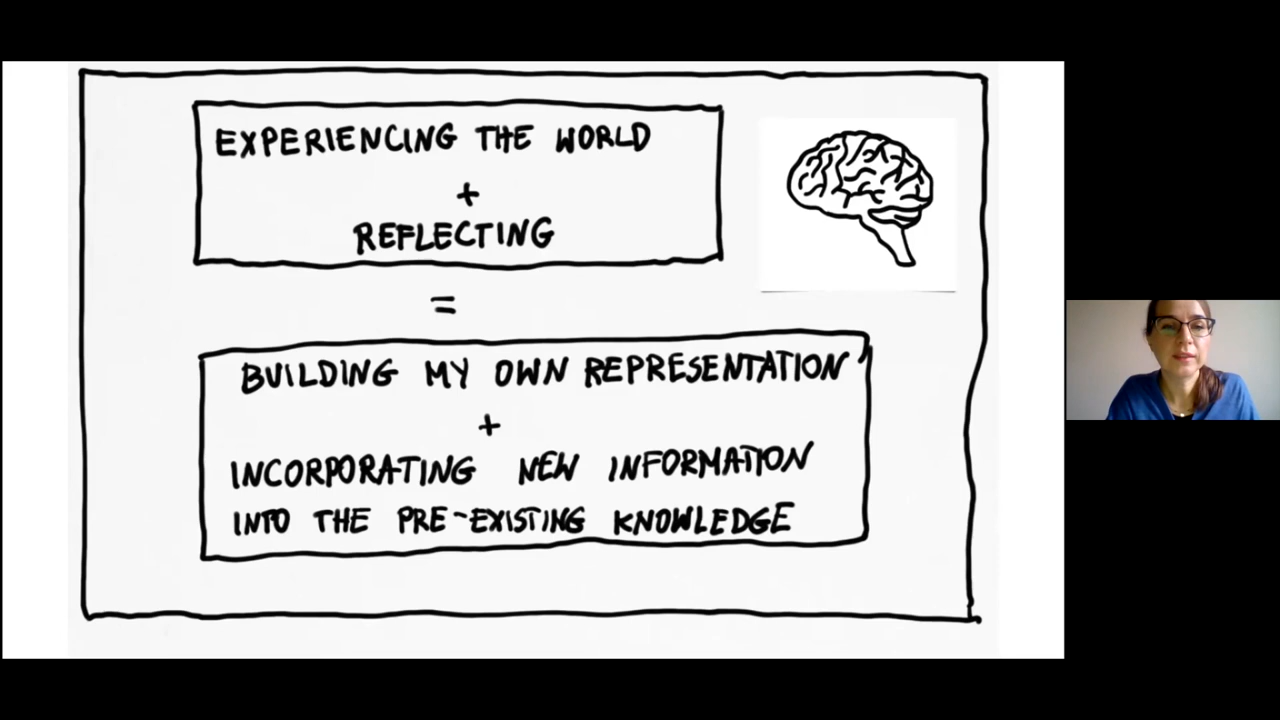 EXPERIENCING THE WORLD
+
REFLECTING
=
BUILDING MY OWN REPRESENTATION
+
INCORPORATING NEW INFORMATION
INTO THE PRE-EXISTING KNOWLEDGE